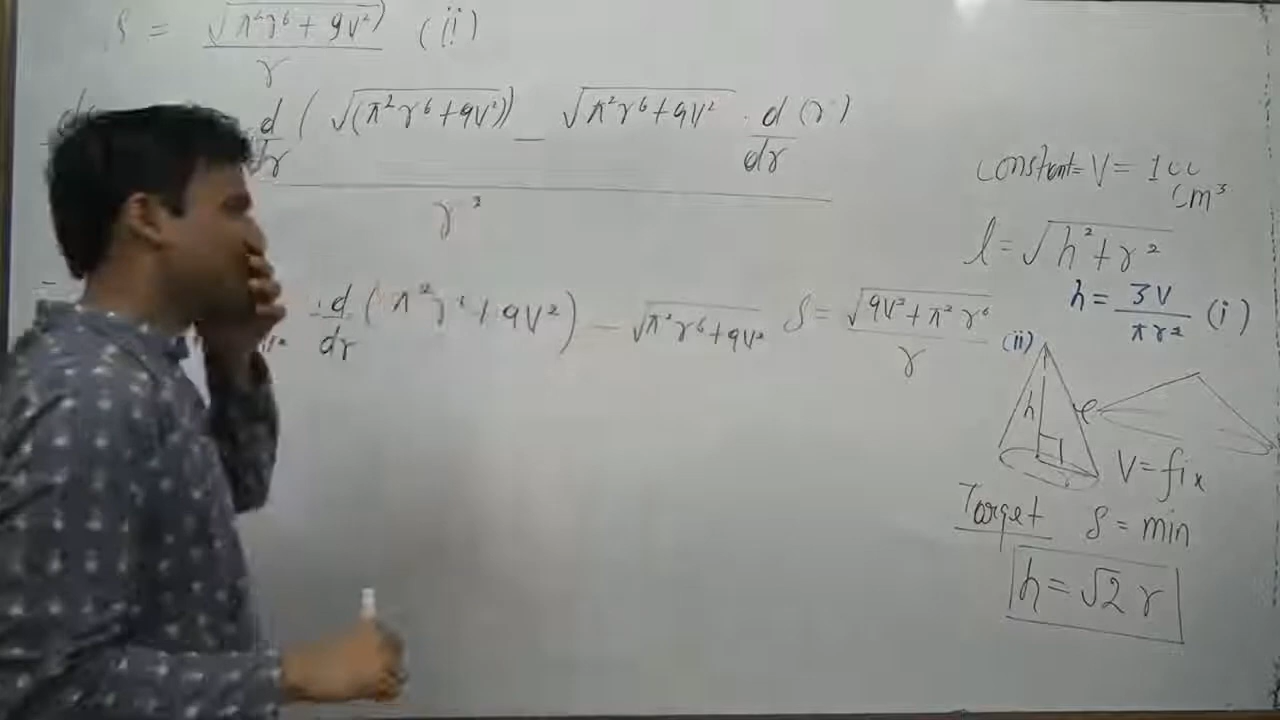 S = √(π²r⁶ + 9V²) / r (ii)
d/dr (√(π²r⁶ + 9V²)) − √(π²r⁶ + 9V²) · d/dr (r)
r²
· d/dr (π²r⁶ + 9V²) − √(π²r⁶ + 9V²)
Constant = V = 1cc
cm³
l = √(h² + r²)
h = 3V / πr² (i)
S = √(9V² + π²r⁶) / r (ii)
h
l
V = fix
Target S = min
h = √2 r